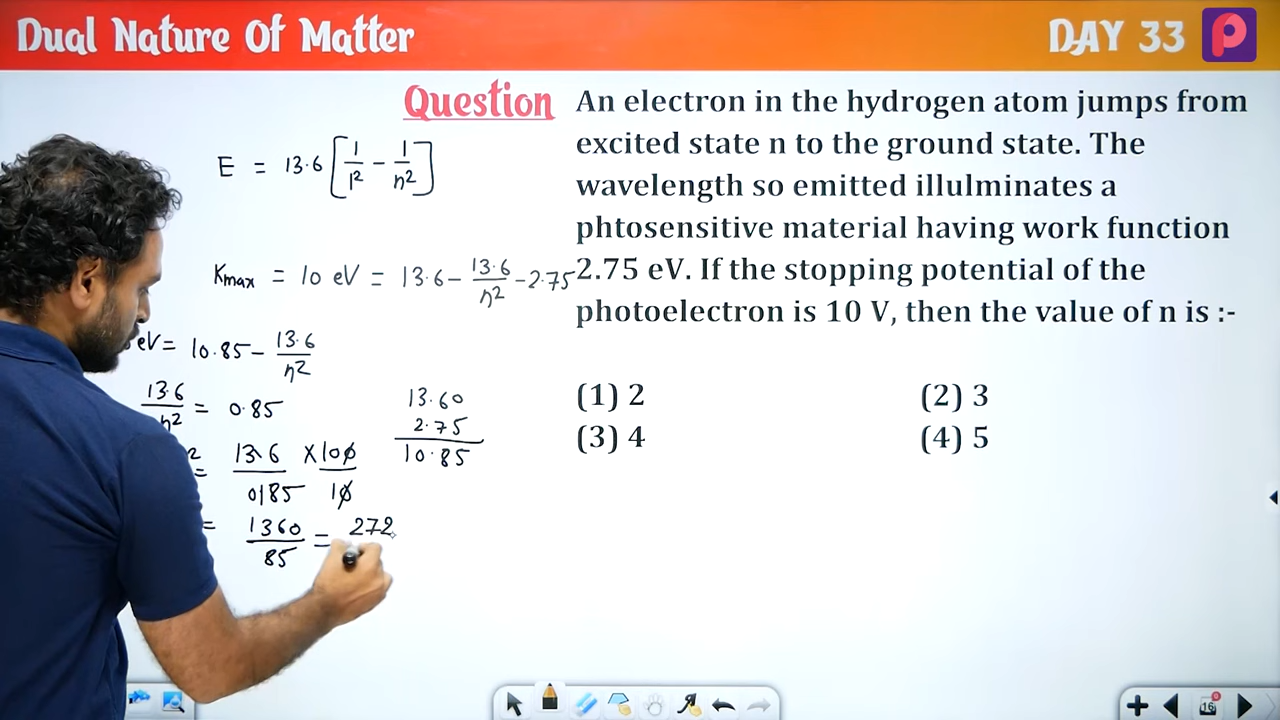 Dual Nature Of Matter
DAY 33
Question
An electron in the hydrogen atom jumps from
excited state n to the ground state. The
wavelength so emitted illulminates a
phtosensitive material having work function
2.75 eV. If the stopping potential of the
photoelectron is 10 V, then the value of n is :-
(1) 2
(2) 3
(3) 4
(4) 5
E = 13.6 [1/1² - 1/n²]
Kmax = 10 eV = 13.6 - 13.6/n² - 2.75
eV = 10.85 - 13.6/n²
13.6/n² = 0.85
13.60
2.75
10.85
2 = 13.6/0185 × 100/10
= 1360/85 = 272
16